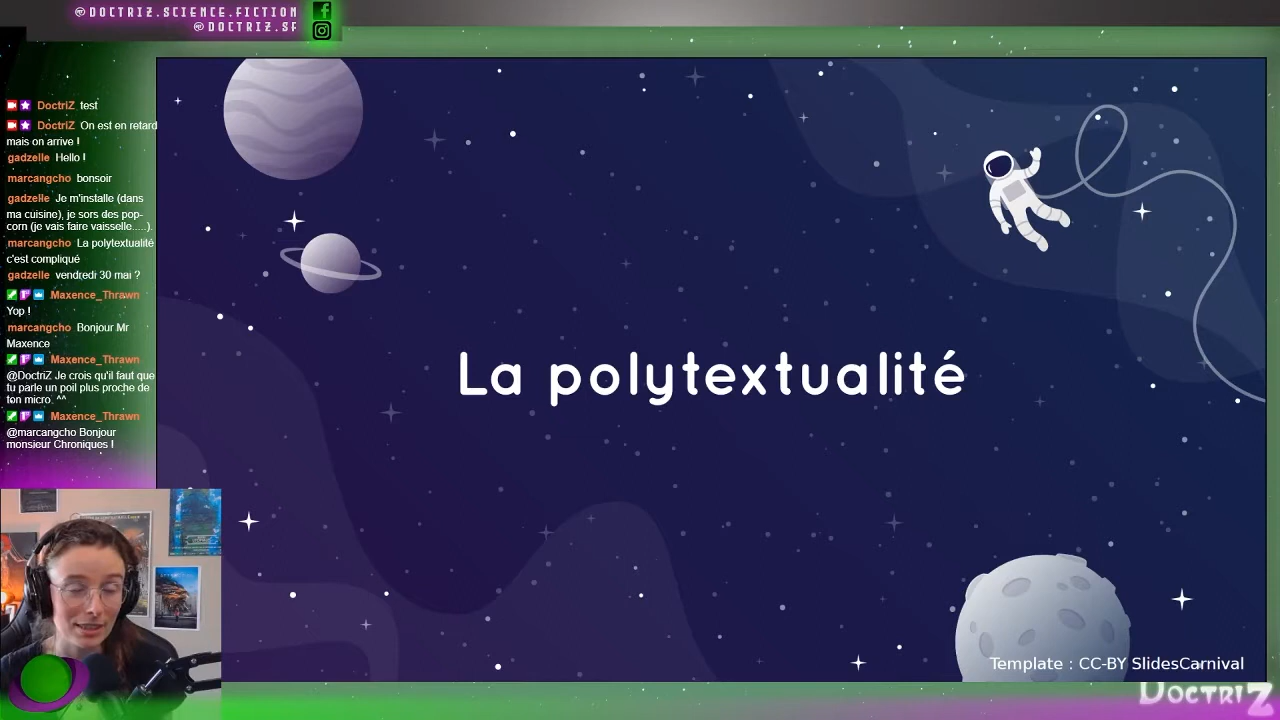 @DOCTRIZ.SCIENCE.FICTION
@DOCTRIZ.SF
DoctriZ test
DoctriZ On est en retard
mais on arrive !
gadzelle Hello !
marcangcho bonsoir
gadzelle Je m'installe (dans
ma cuisine), je sors des pop-
corn (je vais faire vaisselle.....).
marcangcho La polytextualité
c'est compliqué
gadzelle vendredi 30 mai ?
Maxence_Thrawn
Yop !
marcangcho Bonjour Mr
Maxence
Maxence_Thrawn
@DoctriZ Je crois qu'il faut que
tu parle un poil plus proche de
ten micro. ^^
Maxence_Thrawn
@marcangcho Bonjour
monsieur Chroniques !
La polytextualité
Template : CC-BY SlidesCarnival
DOCTRIZ